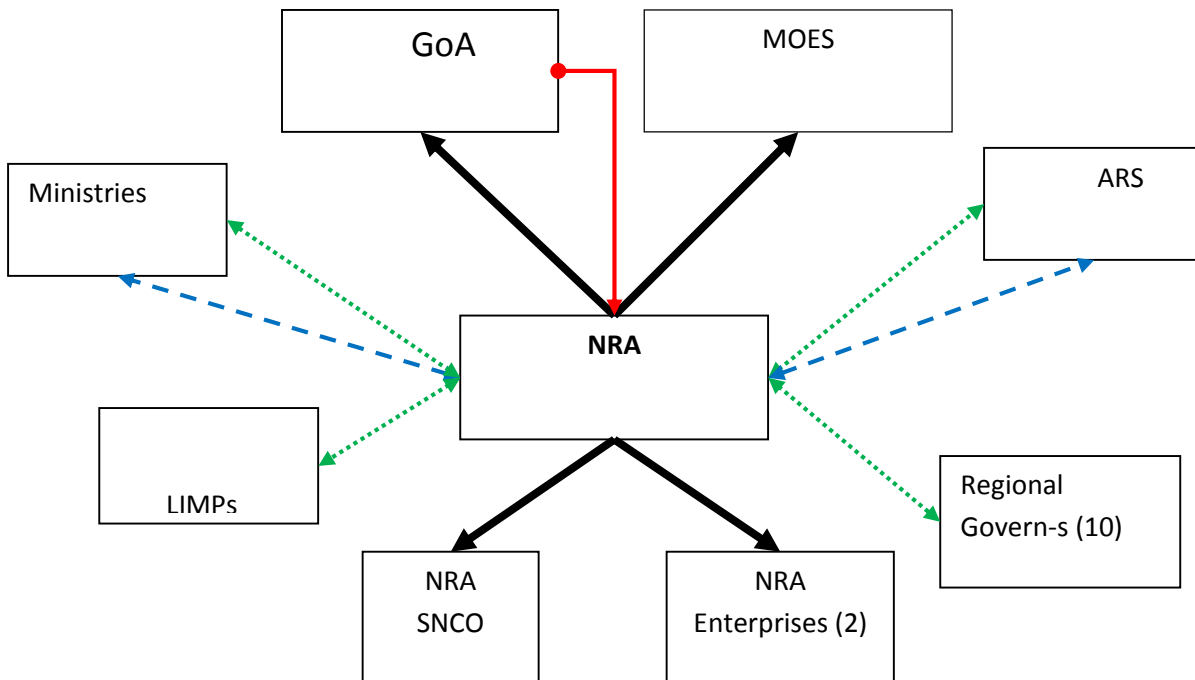 GoA
MOES
Ministries
ARS
NRA
LIMPs
Regional
Govern-s (10)
NRA
SNCO
NRA
Enterprises (2)